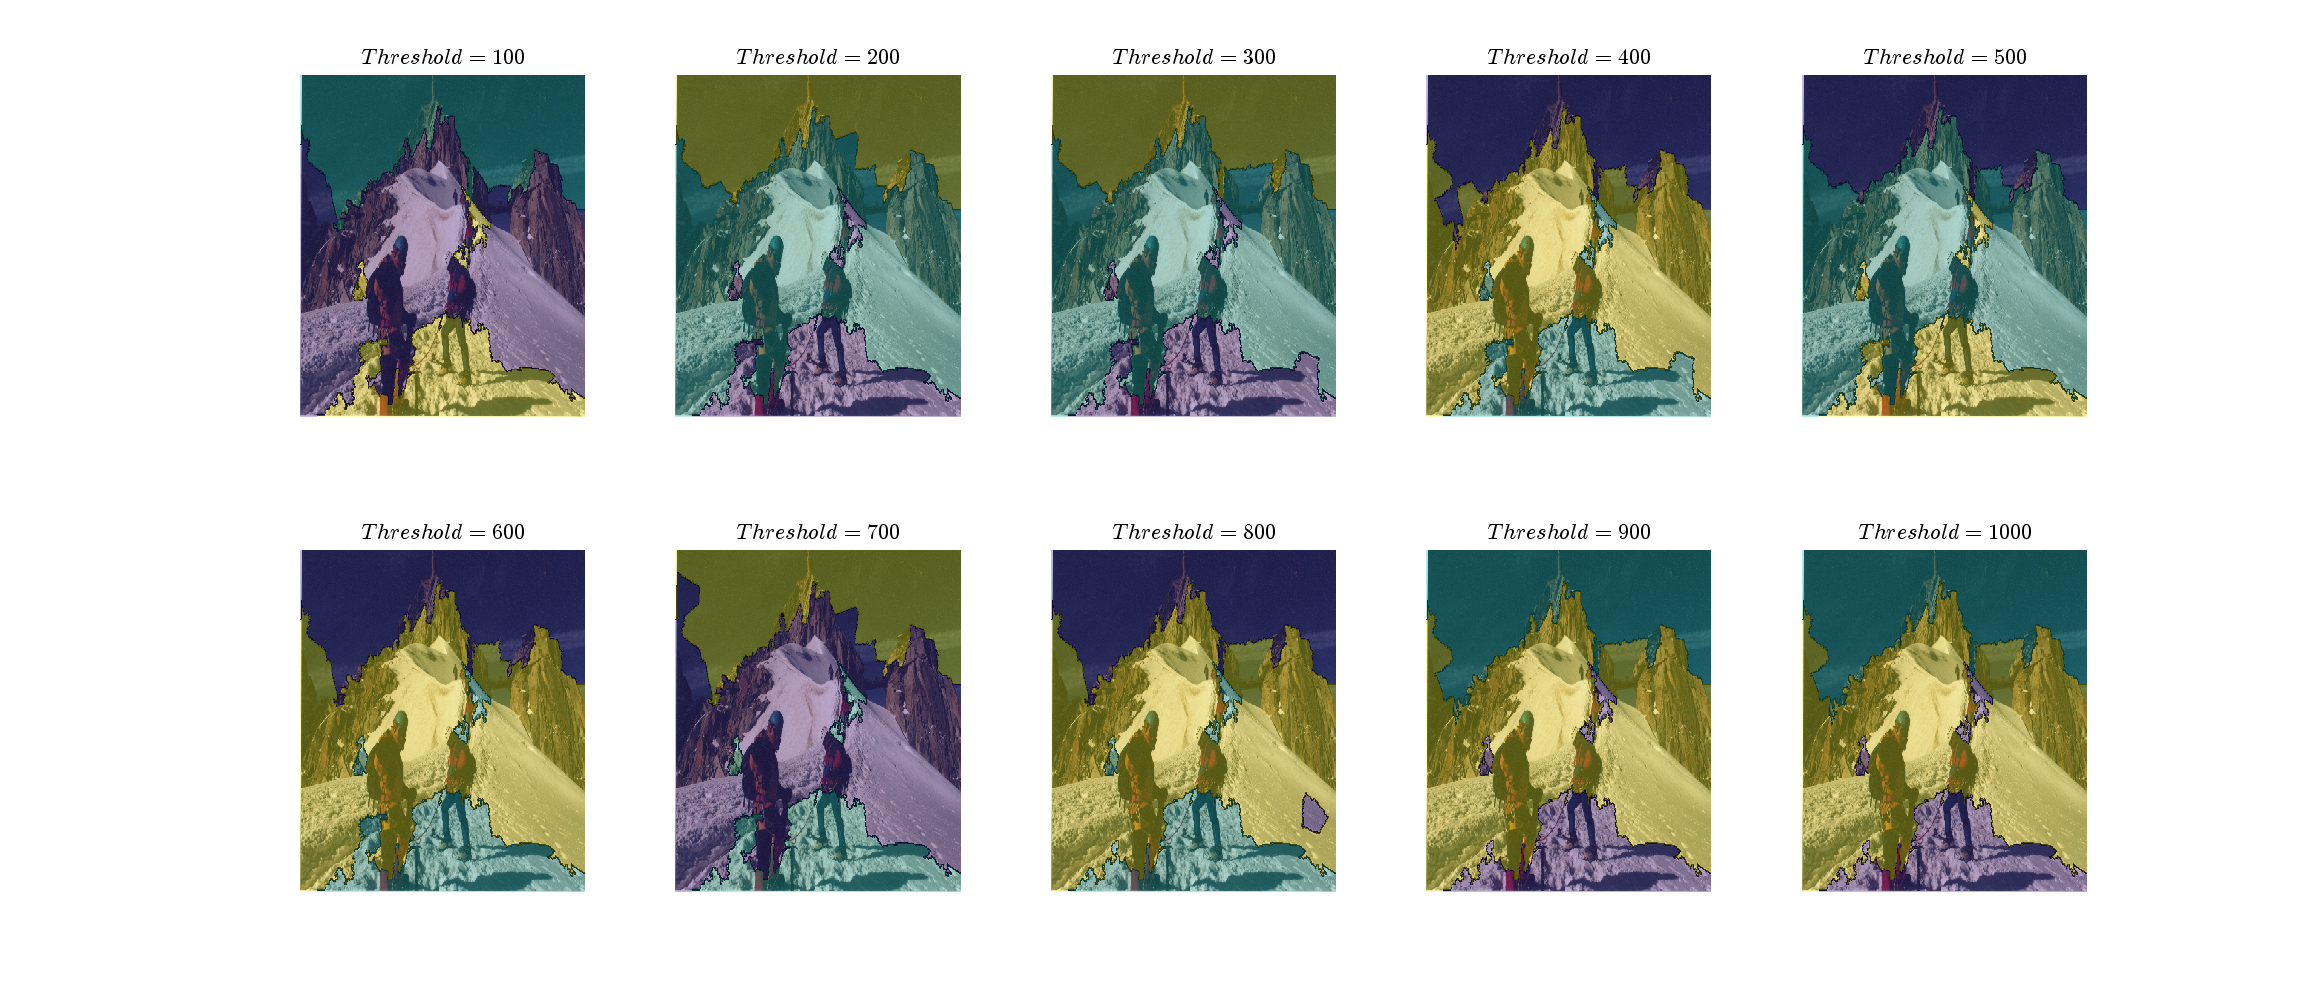 Threshold = 100
Threshold = 200
Threshold = 300
Threshold = 400
Threshold = 500
Threshold = 600
Threshold = 700
Threshold = 800
Threshold = 900
Threshold = 1000